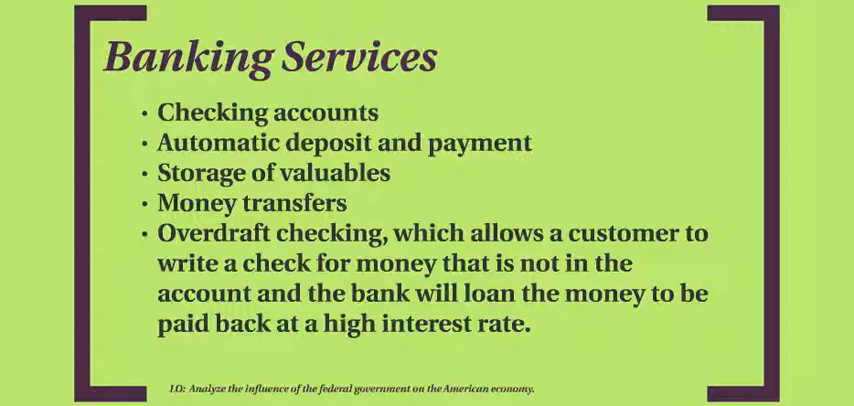 Banking Services
• Checking accounts
• Automatic deposit and payment
• Storage of valuables
• Money transfers
• Overdraft checking, which allows a customer to
write a check for money that is not in the
account and the bank will loan the money to be
paid back at a high interest rate.
LO: Analyze the influence of the federal government on the American economy.